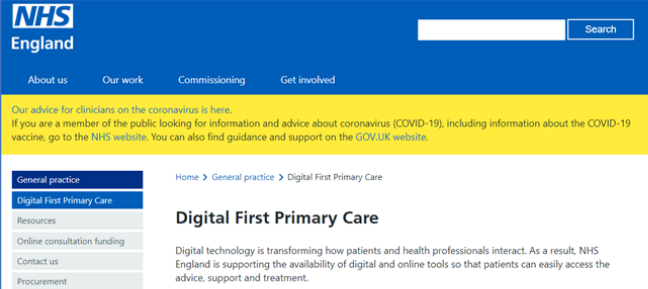 NHS
England
Search
About us
Our work
Commissioning
Get involved
Our advice for clinicians on the coronavirus is here.
If you are a member of the public looking for information and advice about coronavirus (COVID-19), including information about the COVID-19
vaccine, go to the NHS website. You can also find guidance and support on the GOV.UK website.
General practice
Digital First Primary Care
Resources
Online consultation funding
Contact us
Procurement
Home > General practice > Digital First Primary Care
Digital First Primary Care
Digital technology is transforming how patients and health professionals interact. As a result, NHS
England is supporting the availability of digital and online tools so that patients can easily access the
advice, support and treatment.